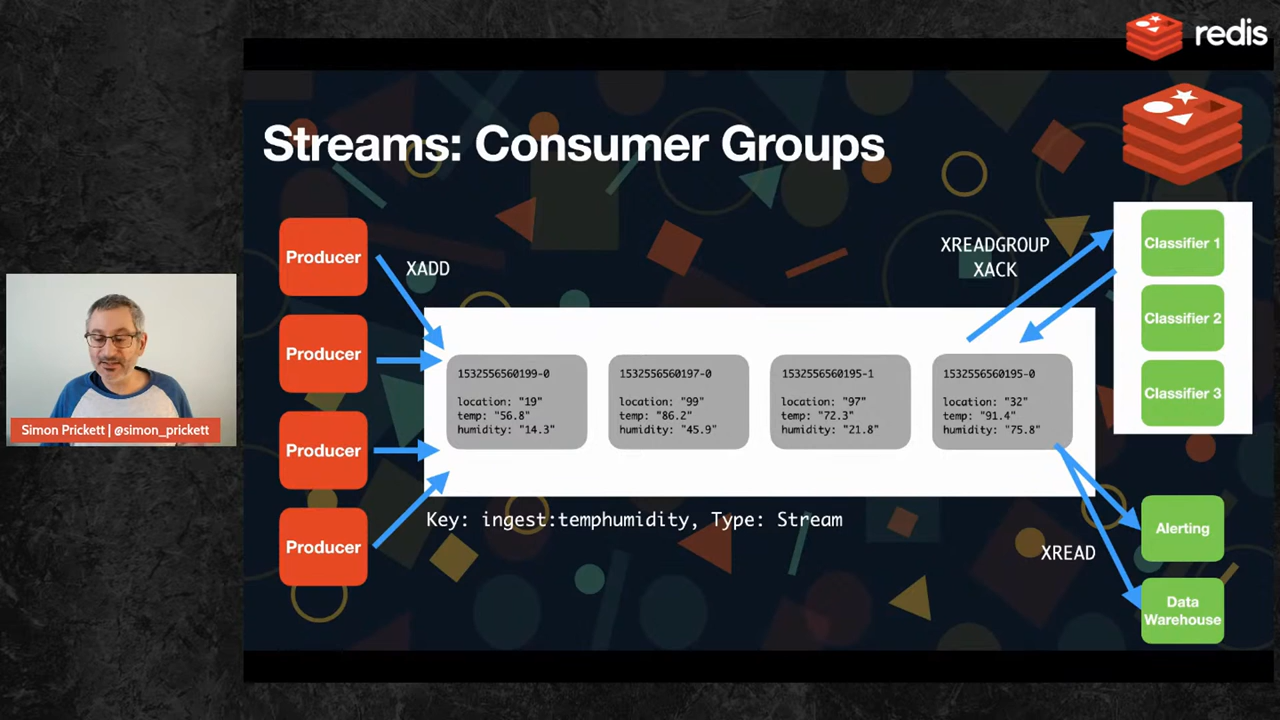 redis
Streams: Consumer Groups
Producer
Producer
Producer
Producer
XADD
1532556560199-0
location: "19"
temp: "56.8"
humidity: "14.3"
1532556560197-0
location: "99"
temp: "86.2"
humidity: "45.9"
1532556560195-1
location: "97"
temp: "72.3"
humidity: "21.8"
1532556560195-0
location: "32"
temp: "91.4"
humidity: "75.8"
Key: ingest:temphumidity, Type: Stream
XREADGROUP
XACK
Classifier 1
Classifier 2
Classifier 3
XREAD
Alerting
Data
Warehouse
Simon Prickett | @simon_prickett